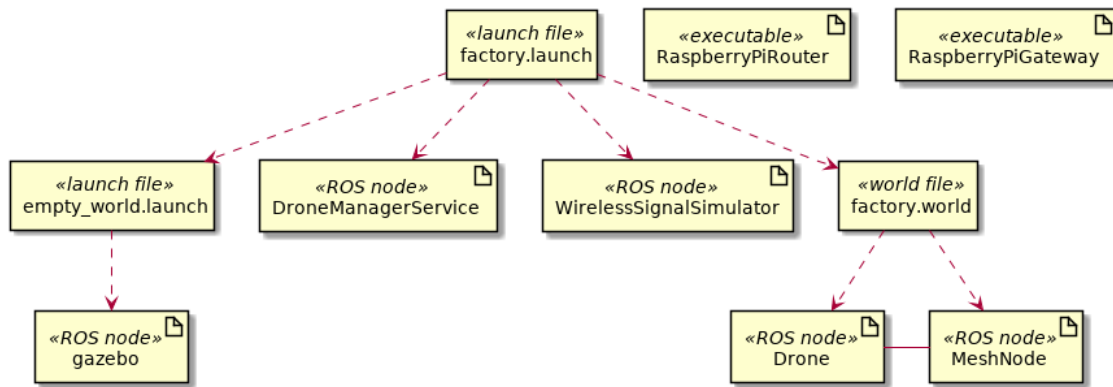 «launch file»
factory.launch
«executable»
RaspberryPiRouter
«executable»
RaspberryPiGateway
«launch file»
empty_world.launch
«ROS node»
DroneManagerService
«ROS node»
WirelessSignalSimulator
«world file»
factory.world
«ROS node»
gazebo
«ROS node»
Drone
«ROS node»
MeshNode